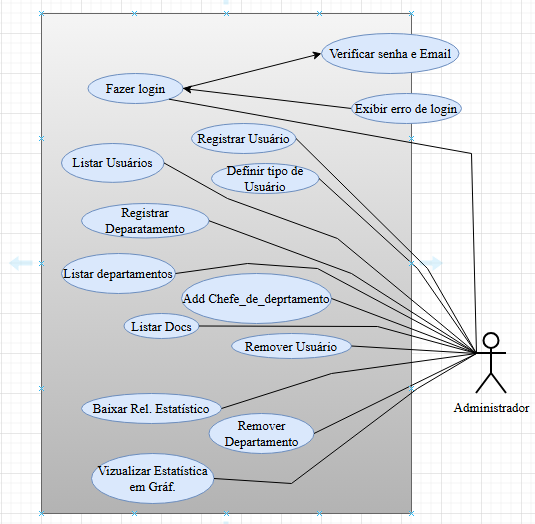 Verificar senha e Email
Fazer login
Exibir erro de login
Registrar Usuário
Listar Usuários
Definir tipo de
Usuário
Registrar
Deparatamento
Listar departamentos
Add Chefe_de_deprtamento
Listar Docs
Remover Usuário
Administrador
Baixar Rel. Estatístico
Remover
Departamento
Vizualizar Estatística
em Gráf.